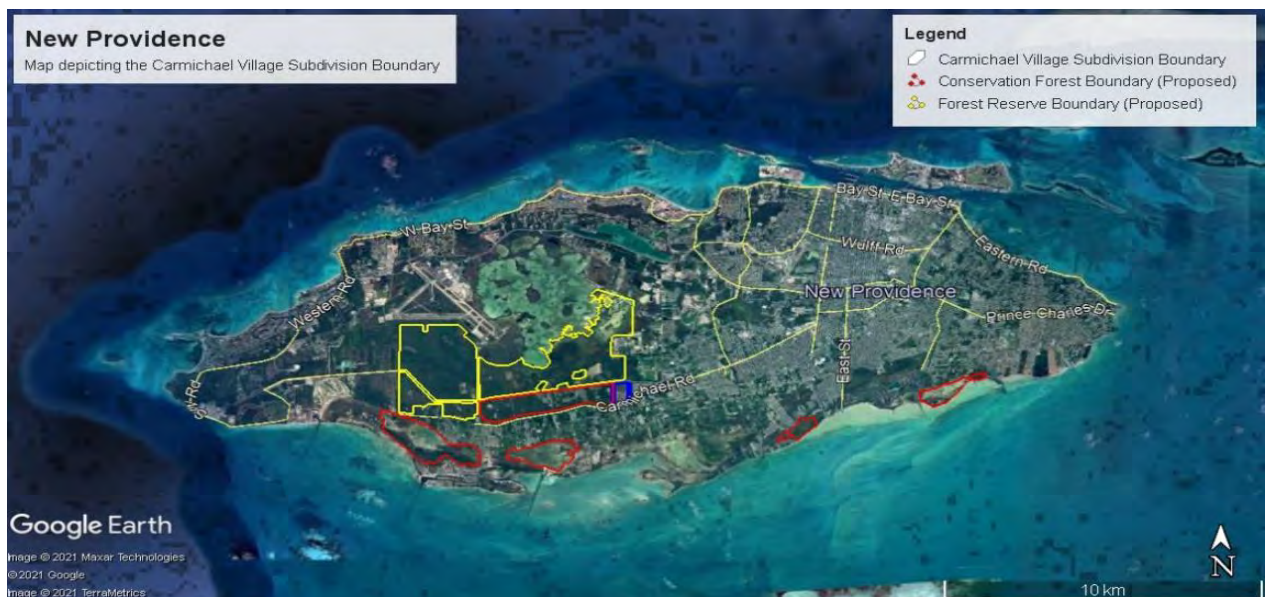 New Providence
Map depicting the Carmichael Village Subdivision Boundary
Legend
Carmichael Village Subdivision Boundary
Conservation Forest Boundary (Proposed)
Forest Reserve Boundary (Proposed)
W Bay St
Bay St
E Bay St
Wulff Rd
Eastern Rd
Western Rd
New Providence
Prince Charles Dr
East St
Carmichael Rd
Google Earth
Image © 2021 Maxar Technologies
© 2021 Google
Image © 2021 TerraMetrics
N
10 km